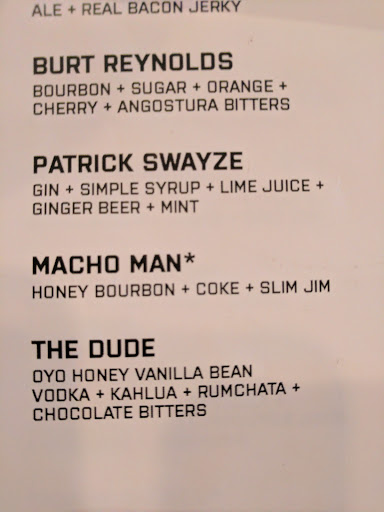 ALE + REAL BACON JERKY
BURT REYNOLDS
BOURBON + SUGAR + ORANGE +
CHERRY + ANGOSTURA BITTERS
PATRICK SWAYZE
GIN + SIMPLE SYRUP + LIME JUICE +
GINGER BEER + MINT
MACHO MAN*
HONEY BOURBON + COKE + SLIM JIM
THE DUDE
OYO HONEY VANILLA BEAN
VODKA + KAHLUA + RUMCHATA +
CHOCOLATE BITTERS